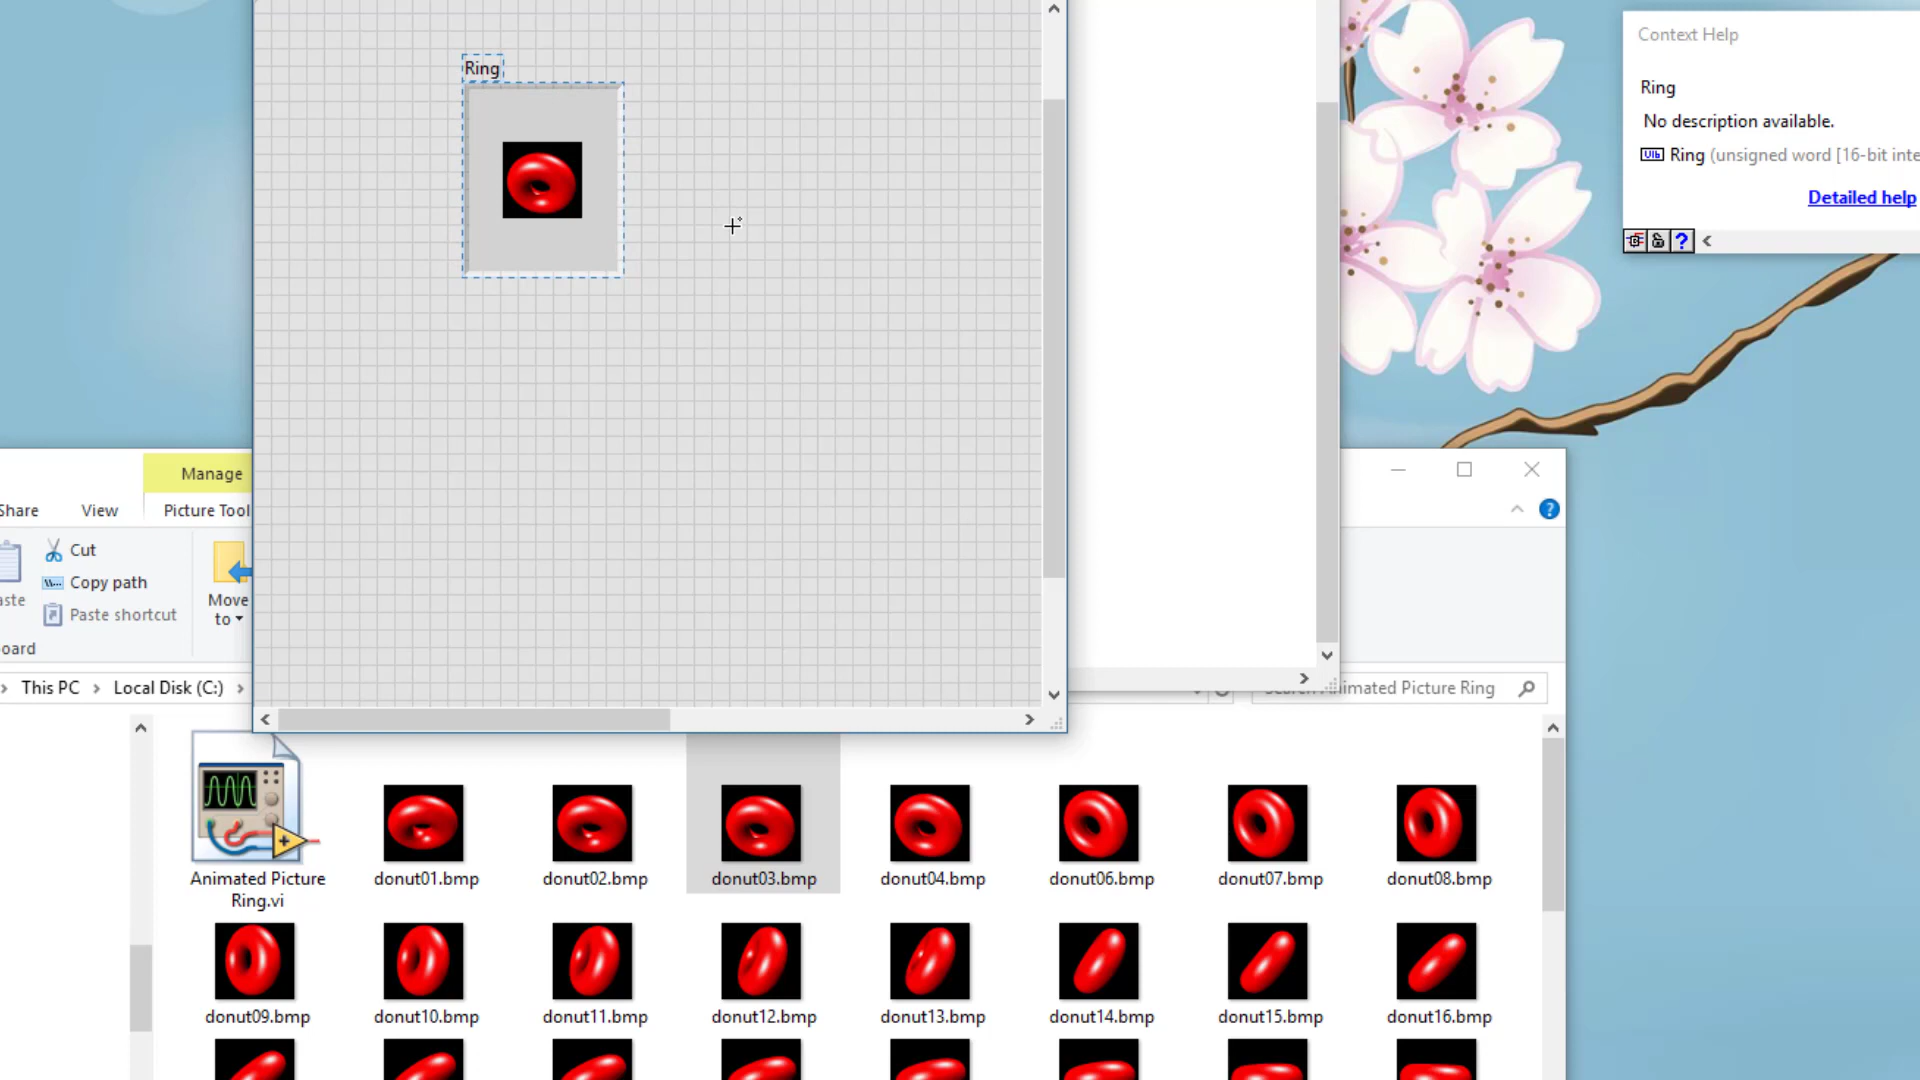 Ring
Context Help
Ring
No description available.
U16 Ring (unsigned word [16-bit inte
Detailed help
?
Manage
Share
View
Picture Tool
?
Cut
Copy path
Paste shortcut
aste
Move
to
oard
This PC
Local Disk (C:)
Animated Picture Ring
Animated Picture
Ring.vi
donut01.bmp
donut02.bmp
donut03.bmp
donut04.bmp
donut06.bmp
donut07.bmp
donut08.bmp
donut09.bmp
donut10.bmp
donut11.bmp
donut12.bmp
donut13.bmp
donut14.bmp
donut15.bmp
donut16.bmp